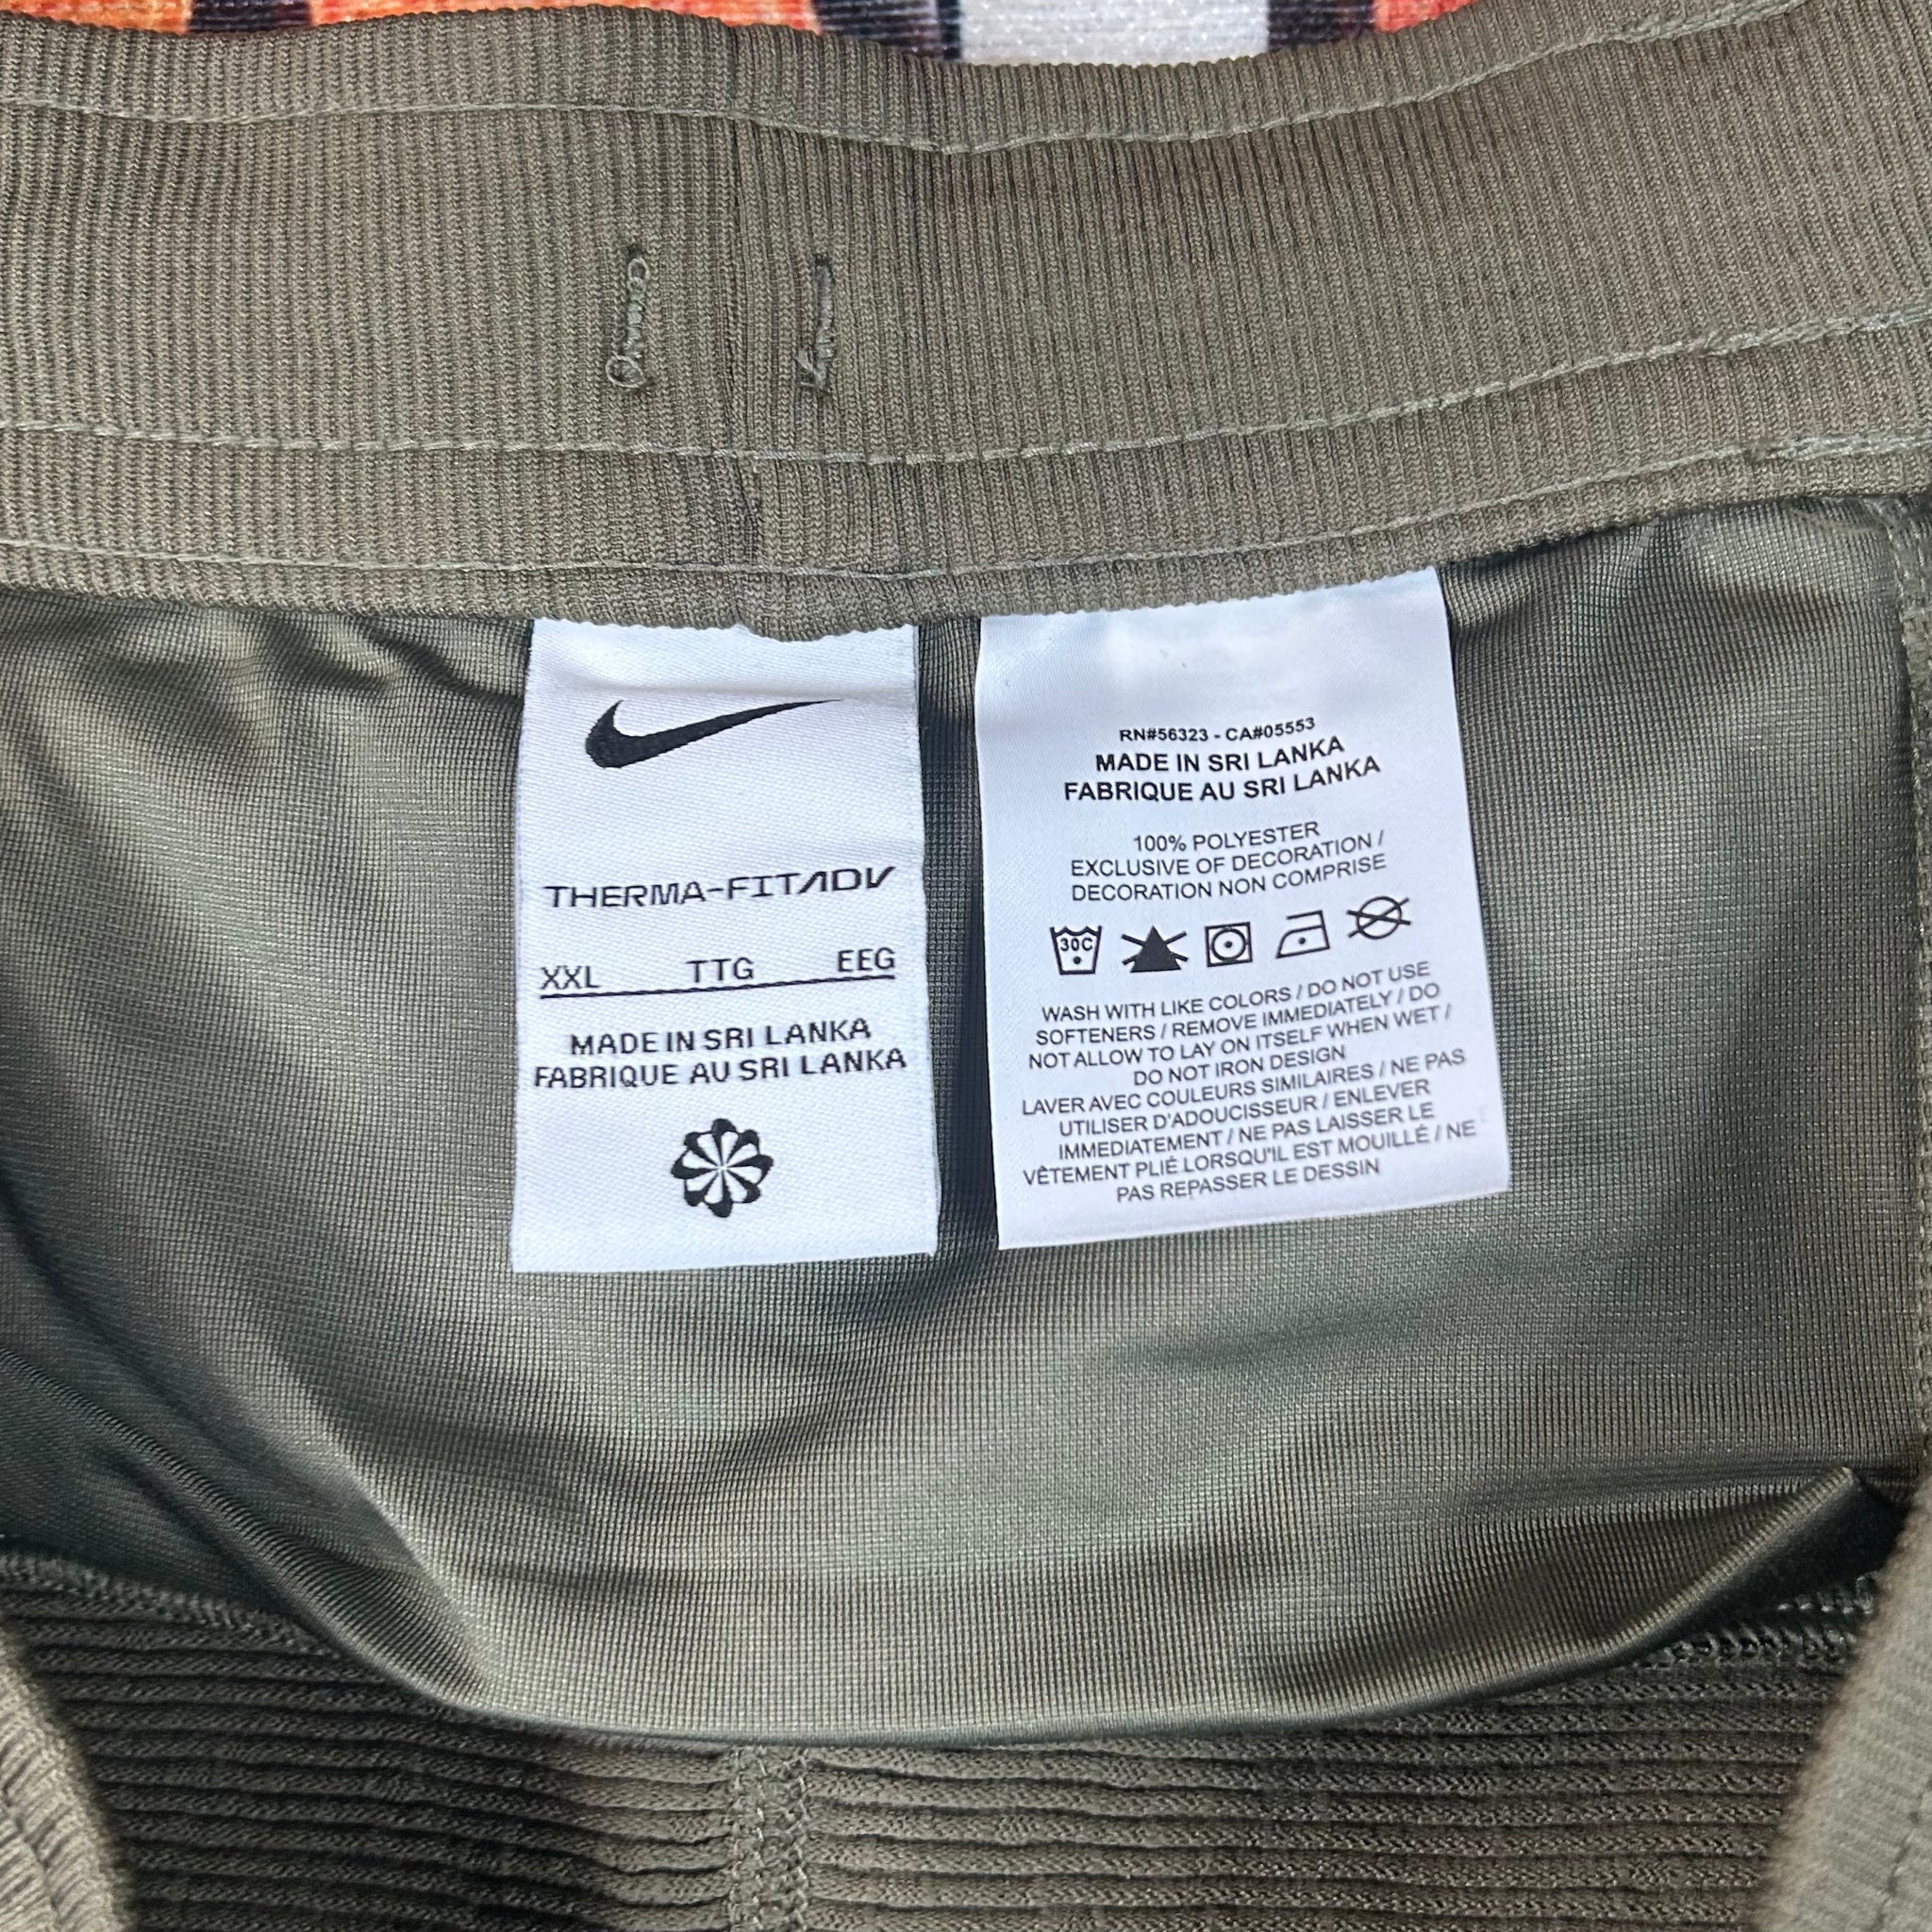 THERMA-FITADV
XXL TTG EEG
MADE IN SRI LANKA
FABRIQUE AU SRI LANKA
RN#56323 - CA#05553
MADE IN SRI LANKA
FABRIQUE AU SRI LANKA
100% POLYESTER
EXCLUSIVE OF DECORATION /
DECORATION NON COMPRISE
30C
WASH WITH LIKE COLORS / DO NOT USE
SOFTENERS / REMOVE IMMEDIATELY / DO
NOT ALLOW TO LAY ON ITSELF WHEN WET /
DO NOT IRON DESIGN
LAVER AVEC COULEURS SIMILAIRES / NE PAS
UTILISER D'ADOUCISSEUR / ENLEVER
IMMEDIATEMENT / NE PAS LAISSER LE
VÊTEMENT PLIÉ LORSQU'IL EST MOUILLÉ / NE
PAS REPASSER LE DESSIN